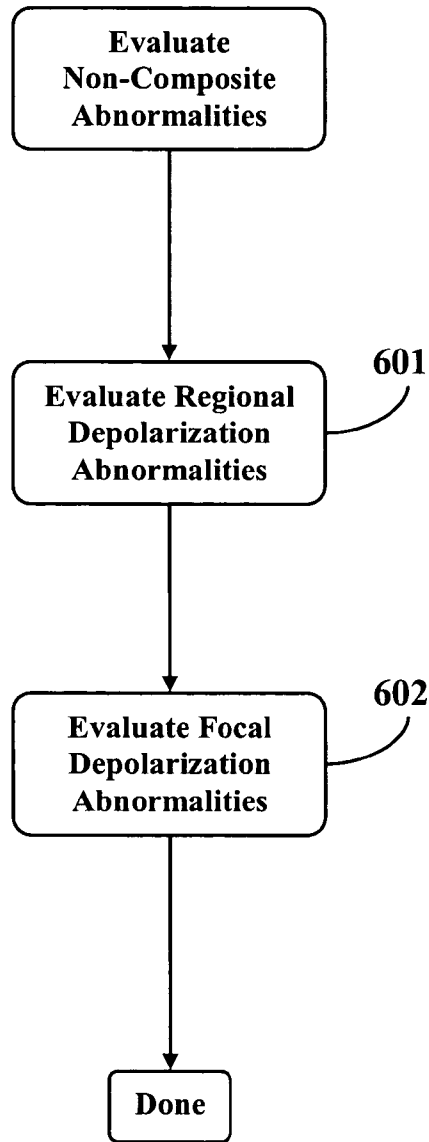 Evaluate
Non-Composite
Abnormalities
601
Evaluate Regional
Depolarization
Abnormalities
602
Evaluate Focal
Depolarization
Abnormalities
Done